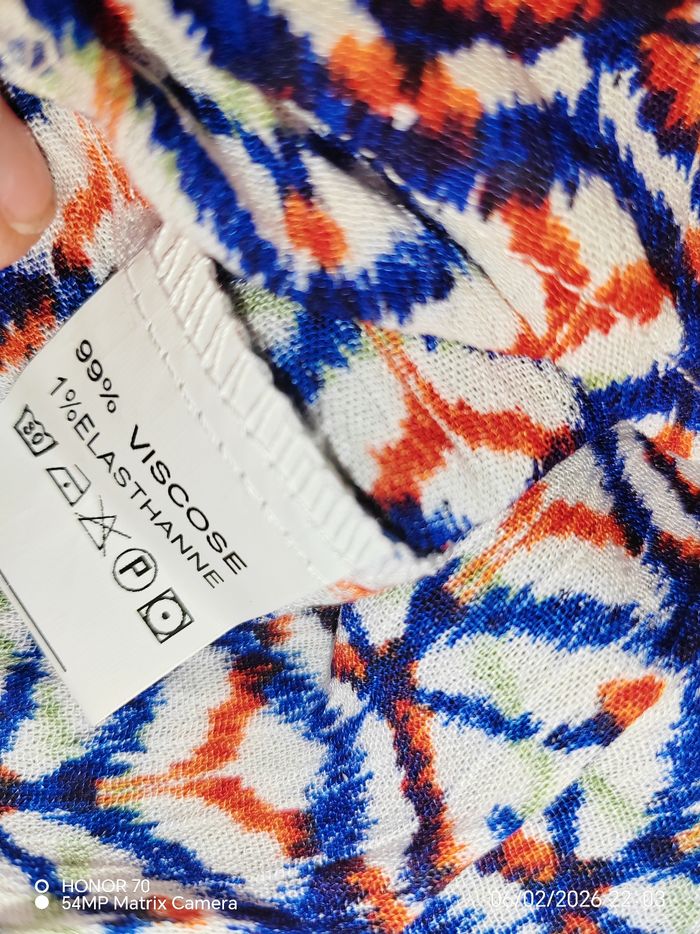 99% VISCOSE
1%ELASTHANNE
30
P
HONOR 70
54MP Matrix Camera
06/02/2026 22:03